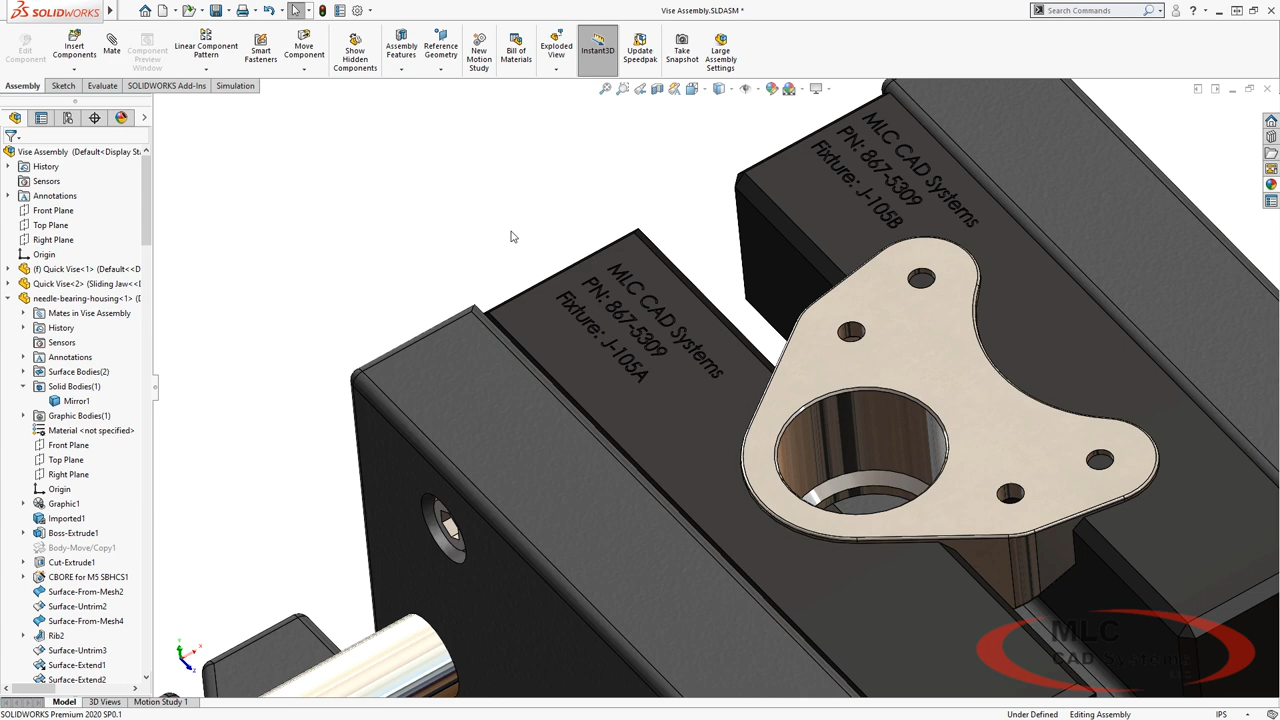 SOLIDWORKS
Vise Assembly.SLDASM *
Search Commands
Edit Component
Insert Components
Mate
Component Preview Window
Linear Component Pattern
Smart Fasteners
Move Component
Show Hidden Components
Assembly Features
Reference Geometry
New Motion Study
Bill of Materials
Exploded View
Instant3D
Update Speedpak
Take Snapshot
Large Assembly Settings
Assembly
Sketch
Evaluate
SOLIDWORKS Add-Ins
Simulation
Vise Assembly (Default<Display St
History
Sensors
Annotations
Front Plane
Top Plane
Right Plane
Origin
(f) Quick Vise<1> (Default<<D
Quick Vise<2> (Sliding Jaw<<D
needle-bearing-housing<1> (D
Mates in Vise Assembly
History
Sensors
Annotations
Surface Bodies(2)
Solid Bodies(1)
Mirror1
Graphic Bodies(1)
Material <not specified>
Front Plane
Top Plane
Right Plane
Origin
Graphic1
Imported1
Boss-Extrude1
Body-Move/Copy1
Cut-Extrude1
CBORE for M5 SBHCS1
Surface-From-Mesh2
Surface-Untrim2
Surface-From-Mesh4
Rib2
Surface-Untrim3
Surface-Extend1
Surface-Extend2
MLC CAD Systems
PN: 867-5309
Fixture: J-105A
MLC CAD Systems
PN: 867-5309
Fixture: J-105B
MLC
CAD Systems
LLC
Model
3D Views
Motion Study 1
SOLIDWORKS Premium 2020 SP0.1
Under Defined
Editing Assembly
IPS